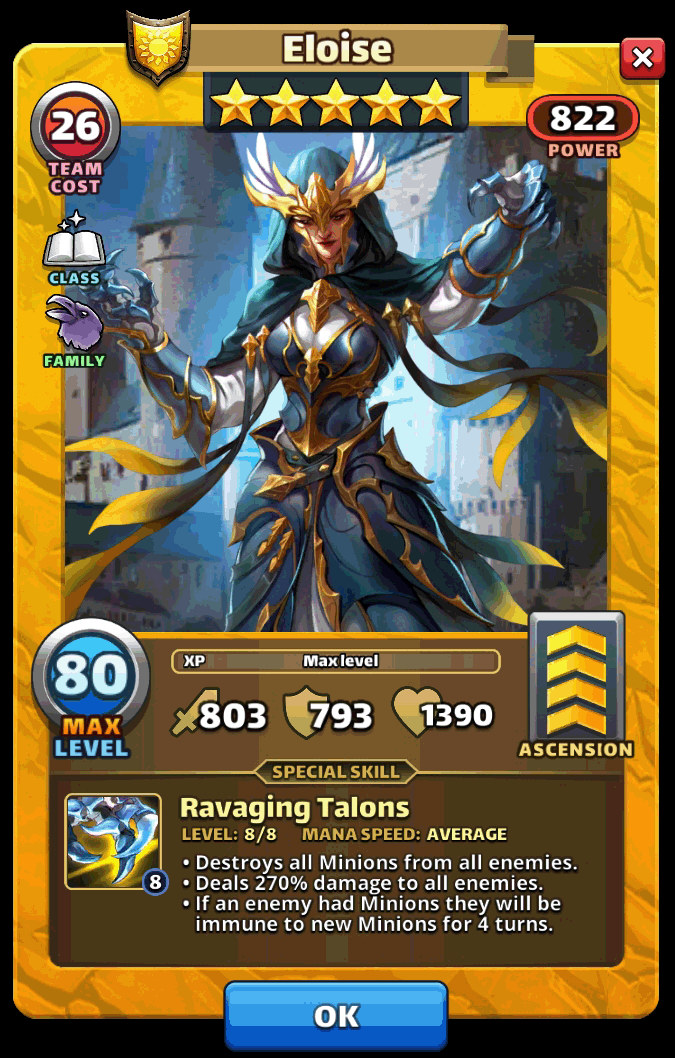 Eloise
26
TEAM
COST
822
POWER
CLASS
FAMILY
80
MAX
LEVEL
XP Max level
803 793 1390
ASCENSION
SPECIAL SKILL
Ravaging Talons
LEVEL: 8/8 MANA SPEED: AVERAGE
8
• Destroys all Minions from all enemies.
• Deals 270% damage to all enemies.
• If an enemy had Minions they will be
immune to new Minions for 4 turns.
OK